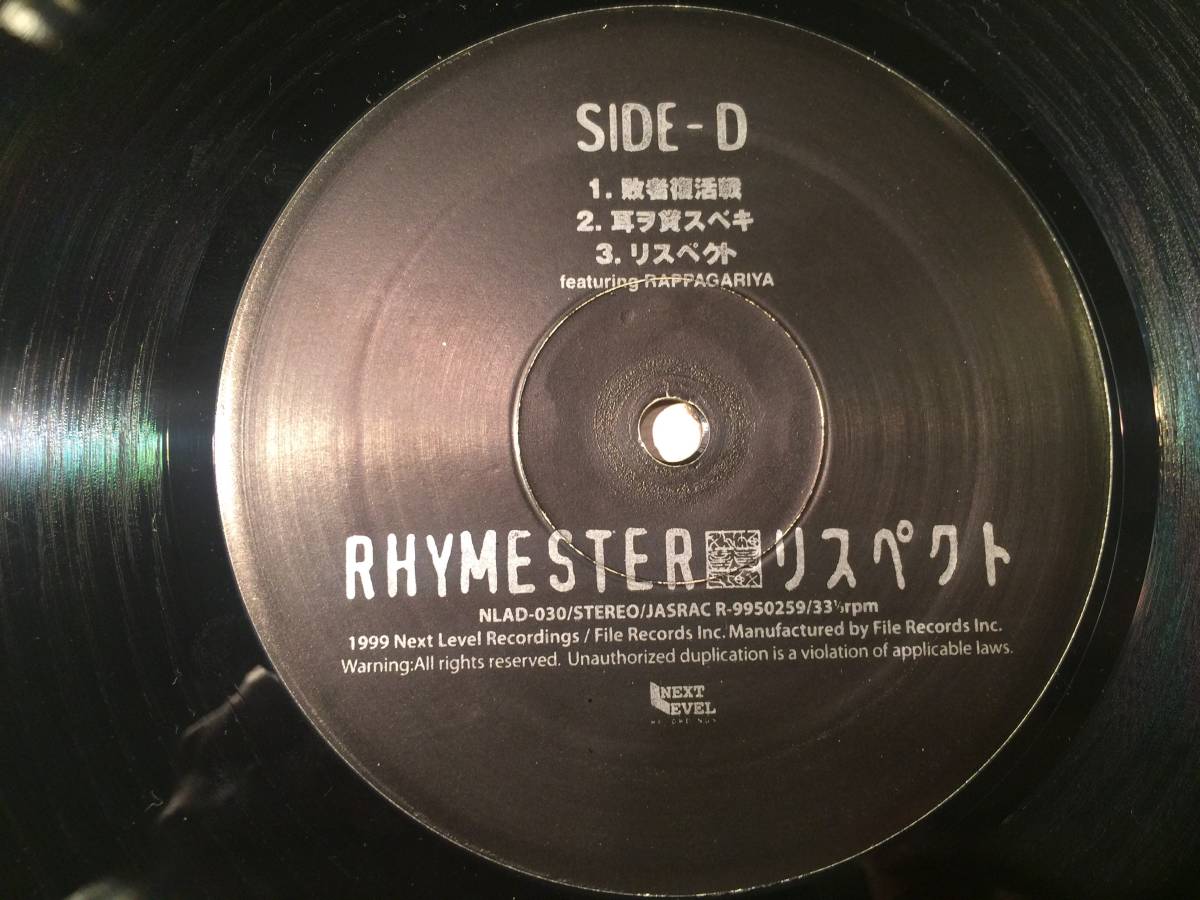 SIDE-D
1. 敗者復活戦
2. 耳ヲ貸スベキ
3. リスペクト
featuring RAPPAGARIYA
RHYMESTER リスペクト
NLAD-030/STEREO/JASRAC R-9950259/33⅓rpm
1999 Next Level Recordings / File Records Inc. Manufactured by File Records Inc.
Warning:All rights reserved. Unauthorized duplication is a violation of applicable laws.
NEXT
LEVEL
RECORDINGS